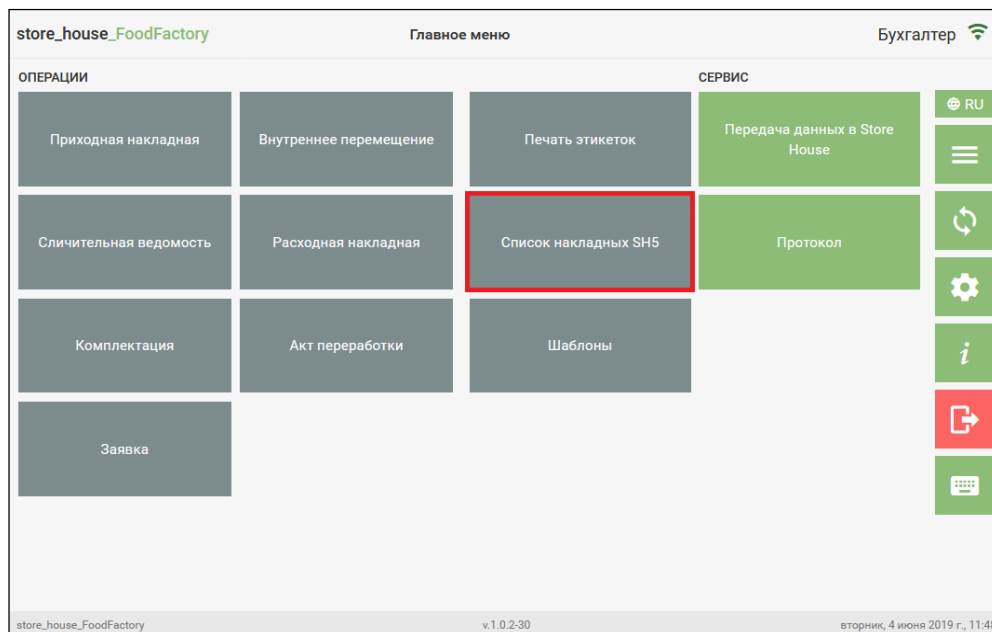 store_house_FoodFactory
Главное меню
Бухгалтер
ОПЕРАЦИИ
СЕРВИС
Приходная накладная
Внутреннее перемещение
Печать этикеток
Передача данных в Store
House
RU
Сличительная ведомость
Расходная накладная
Список накладных SH5
Протокол
Комплектация
Акт переработки
Шаблоны
i
Заявка
store_house_FoodFactory
v.1.0.2-30
вторник, 4 июня 2019 г., 11:48